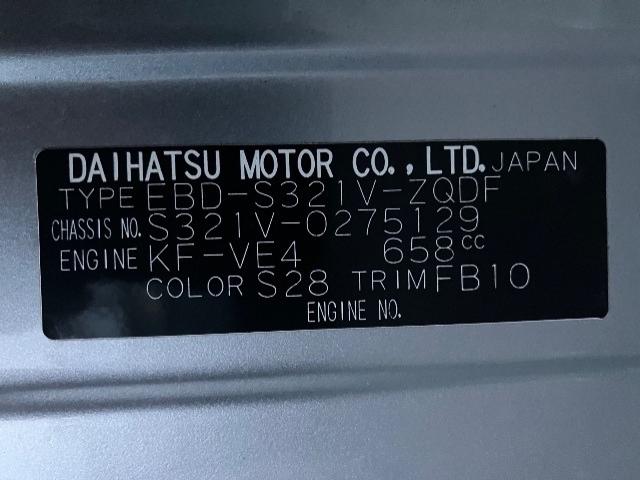 DAIHATSU MOTOR CO., LTD. JAPAN
TYPE EBD-S321V-ZQDF
CHASSIS NO. S321V-0275129
ENGINE KF-VE4 658cc
COLOR S28 TRIM FB10
ENGINE NO.